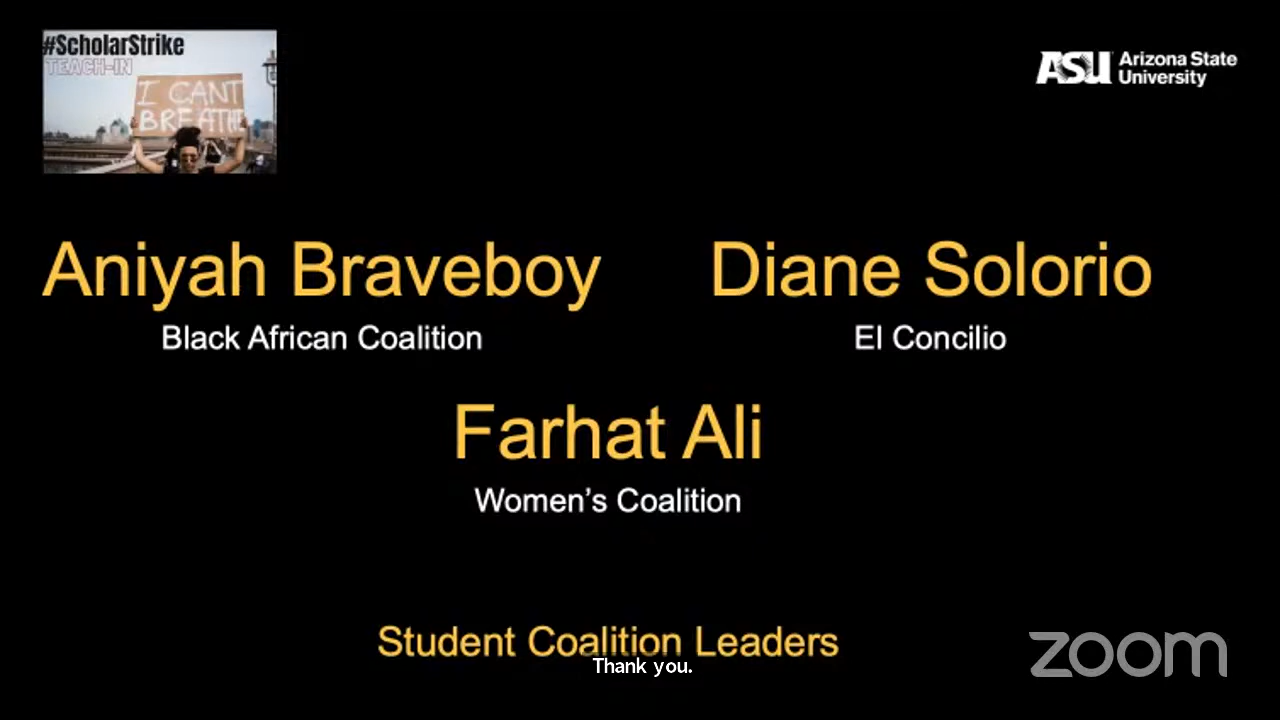 #ScholarStrike
TEACH-IN
I CANT
BREATHE
ASU Arizona State
University
Aniyah Braveboy
Diane Solorio
Black African Coalition
El Concilio
Farhat Ali
Women's Coalition
Student Coalition Leaders
Thank you.
zoom